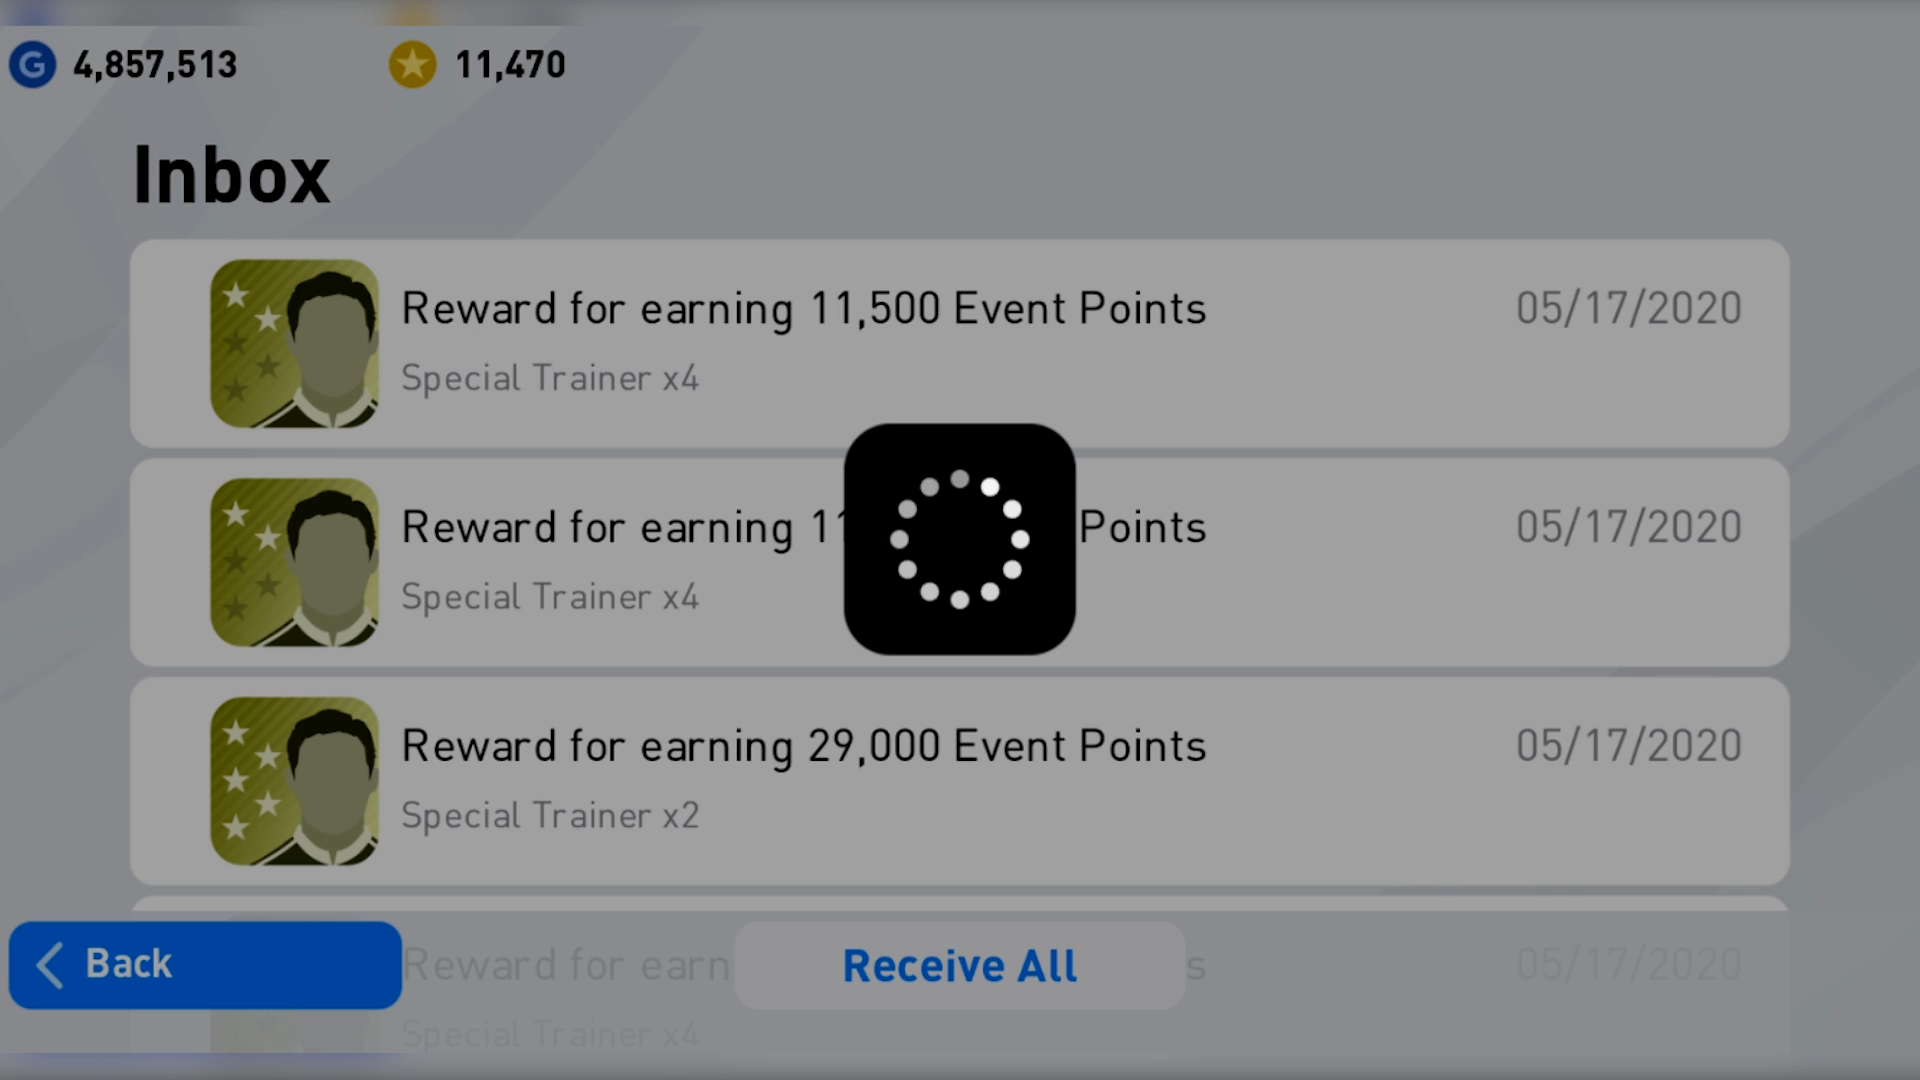 G 4,857,513 11,470
Inbox
Reward for earning 11,500 Event Points 05/17/2020
Special Trainer x4
Reward for earning Points 05/17/2020
Special Trainer x4
Reward for earning 29,000 Event Points 05/17/2020
Special Trainer x2
Back Reward for Receive All 05/17/2020
Special Trainer x4